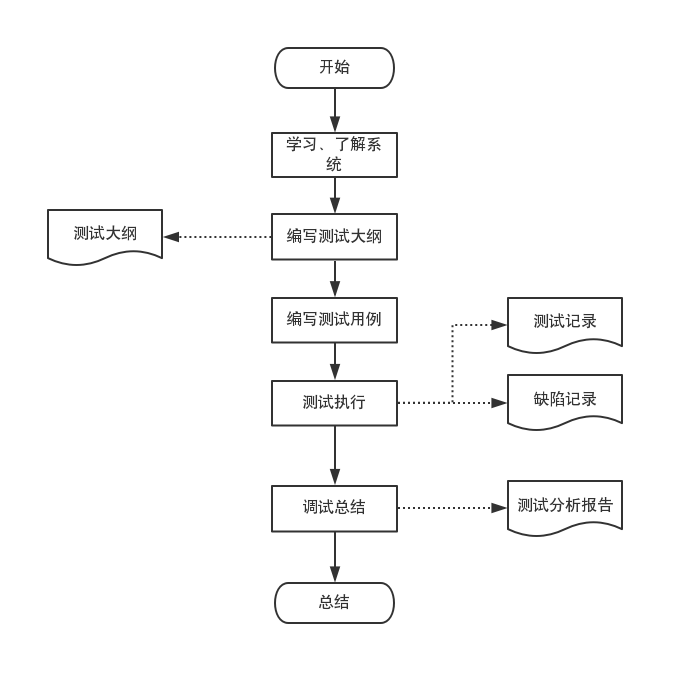 开始
学习、了解系
统
测试大纲
编写测试大纲
编写测试用例
测试记录
测试执行
缺陷记录
调试总结
测试分析报告
总结